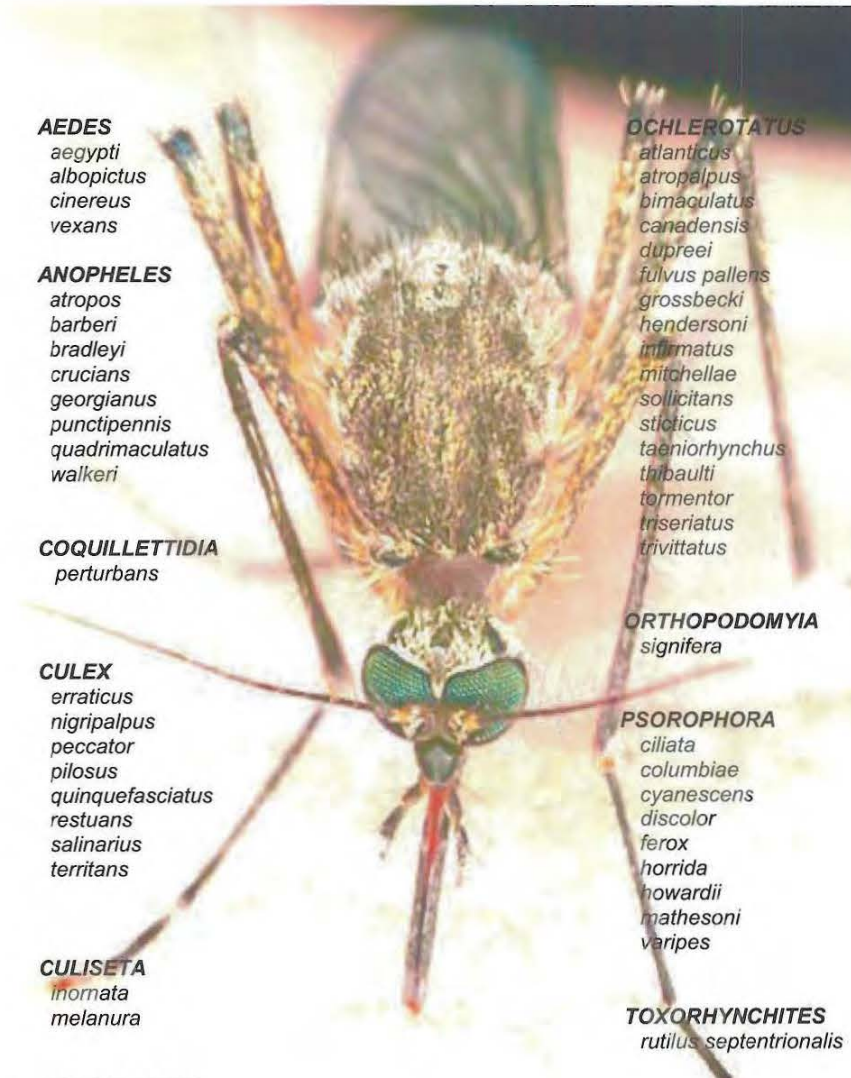 AEDES
aegypti
albopictus
cinereus
vexans
ANOPHELES
atropos
barberi
bradleyi
crucians
georgianus
punctipennis
quadrimaculatus
walkeri
COQUILLETTIDIA
perturbans
CULEX
erraticus
nigripalpus
peccator
pilosus
quinquefasciatus
restuans
salinarius
territans
CULISETA
inornata
melanura
OCHLEROTATUS
atlanticus
atropalpus
bimaculatus
canadensis
dupreei
fulvus pallens
grossbecki
hendersoni
infirmatus
mitchellae
sollicitans
sticticus
taeniorhynchus
thibaulti
tormentor
triseriatus
trivittatus
ORTHOPODOMYIA
signifera
PSOROPHORA
ciliata
columbiae
cyanescens
discolor
ferox
horrida
howardii
mathesoni
varipes
TOXORHYNCHITES
rutilus septentrionalis